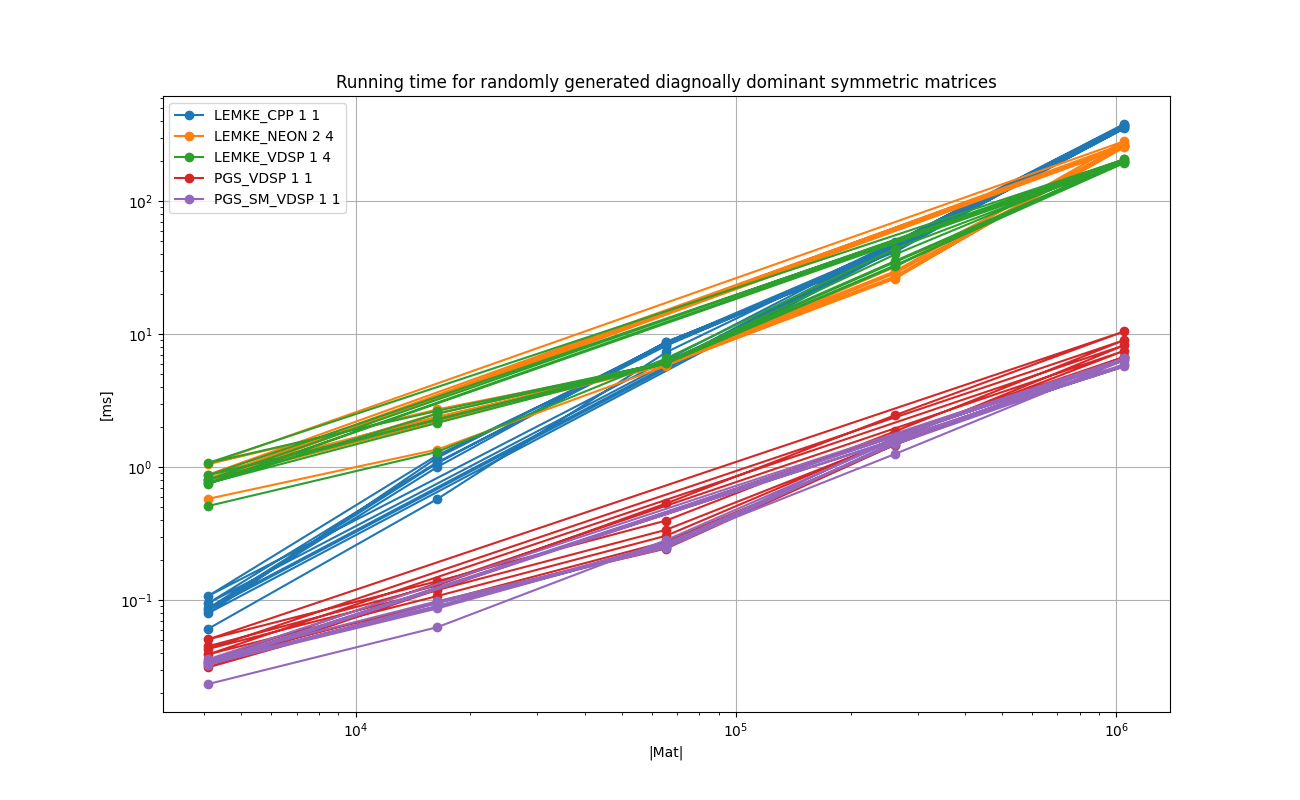 Running time for randomly generated diagnoally dominant symmetric matrices
LEMKE_CPP 1 1
LEMKE_NEON 2 4
LEMKE_VDSP 1 4
PGS_VDSP 1 1
PGS_SM_VDSP 1 1
[ms]
10²
10¹
10⁰
10⁻¹
10⁴ 10⁵ 10⁶
|Mat|